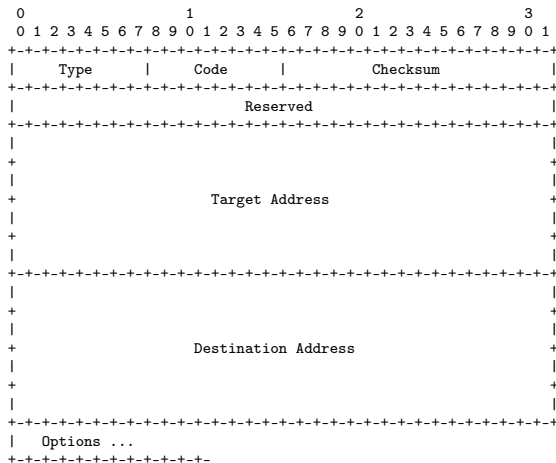 0                   1                   2                   3
0 1 2 3 4 5 6 7 8 9 0 1 2 3 4 5 6 7 8 9 0 1 2 3 4 5 6 7 8 9 0 1
+-+-+-+-+-+-+-+-+-+-+-+-+-+-+-+-+-+-+-+-+-+-+-+-+-+-+-+-+-+-+-+-+
|     Type      |     Code      |          Checksum             |
+-+-+-+-+-+-+-+-+-+-+-+-+-+-+-+-+-+-+-+-+-+-+-+-+-+-+-+-+-+-+-+-+
|                           Reserved                            |
+-+-+-+-+-+-+-+-+-+-+-+-+-+-+-+-+-+-+-+-+-+-+-+-+-+-+-+-+-+-+-+-+
|                                                               |
+                                                               +
|                                                               |
+                       Target Address                          +
|                                                               |
+                                                               +
|                                                               |
+-+-+-+-+-+-+-+-+-+-+-+-+-+-+-+-+-+-+-+-+-+-+-+-+-+-+-+-+-+-+-+-+
|                                                               |
+                                                               +
|                                                               |
+                     Destination Address                       +
|                                                               |
+                                                               +
|                                                               |
+-+-+-+-+-+-+-+-+-+-+-+-+-+-+-+-+-+-+-+-+-+-+-+-+-+-+-+-+-+-+-+-+
|   Options ...
+-+-+-+-+-+-+-+-+-+-+-+-